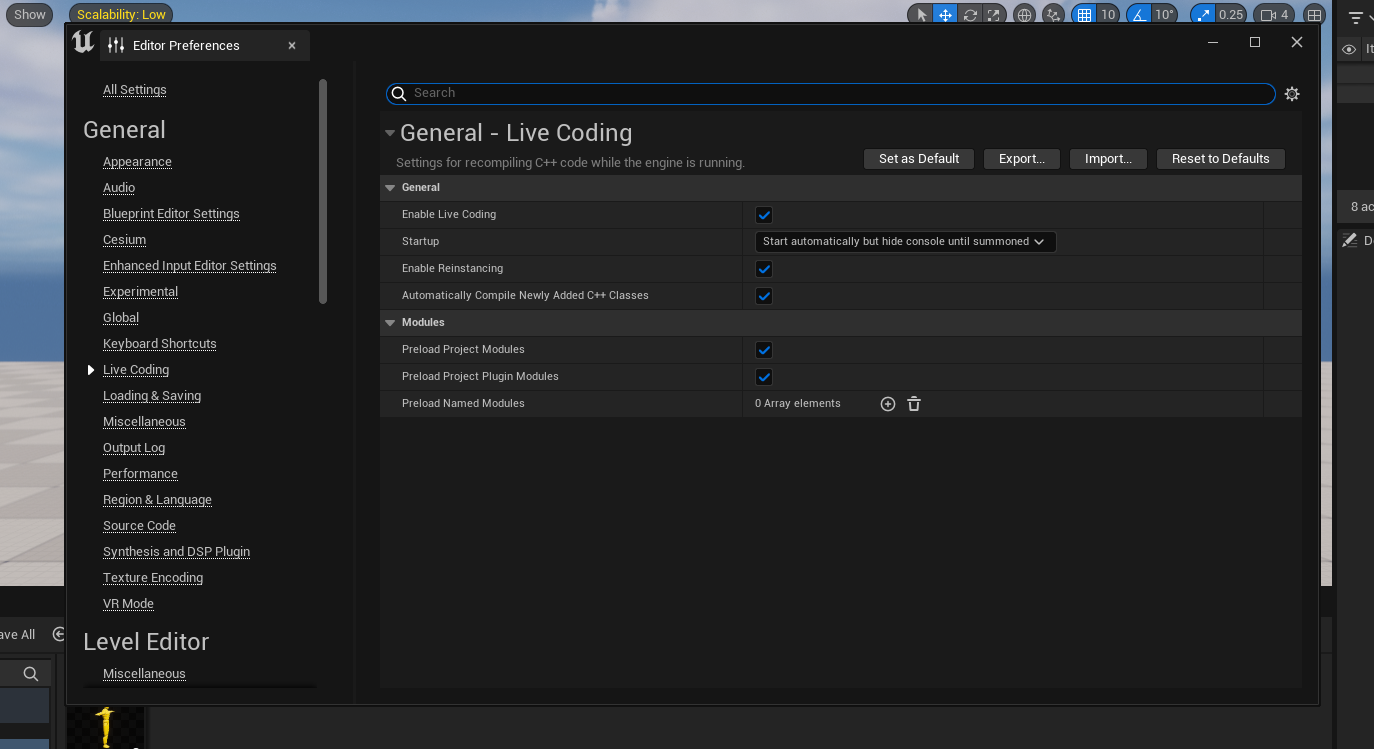 Show
Scalability: Low
10
10°
0.25
4
Editor Preferences
All Settings
General
Appearance
Audio
Blueprint Editor Settings
Cesium
Enhanced Input Editor Settings
Experimental
Global
Keyboard Shortcuts
Live Coding
Loading & Saving
Miscellaneous
Output Log
Performance
Region & Language
Source Code
Synthesis and DSP Plugin
Texture Encoding
VR Mode
Level Editor
Miscellaneous
Search
General - Live Coding
Settings for recompiling C++ code while the engine is running.
Set as Default
Export...
Import...
Reset to Defaults
General
Enable Live Coding
Startup
Start automatically but hide console until summoned
Enable Reinstancing
Automatically Compile Newly Added C++ Classes
Modules
Preload Project Modules
Preload Project Plugin Modules
Preload Named Modules
0 Array elements
It
8 ac
De
ave All